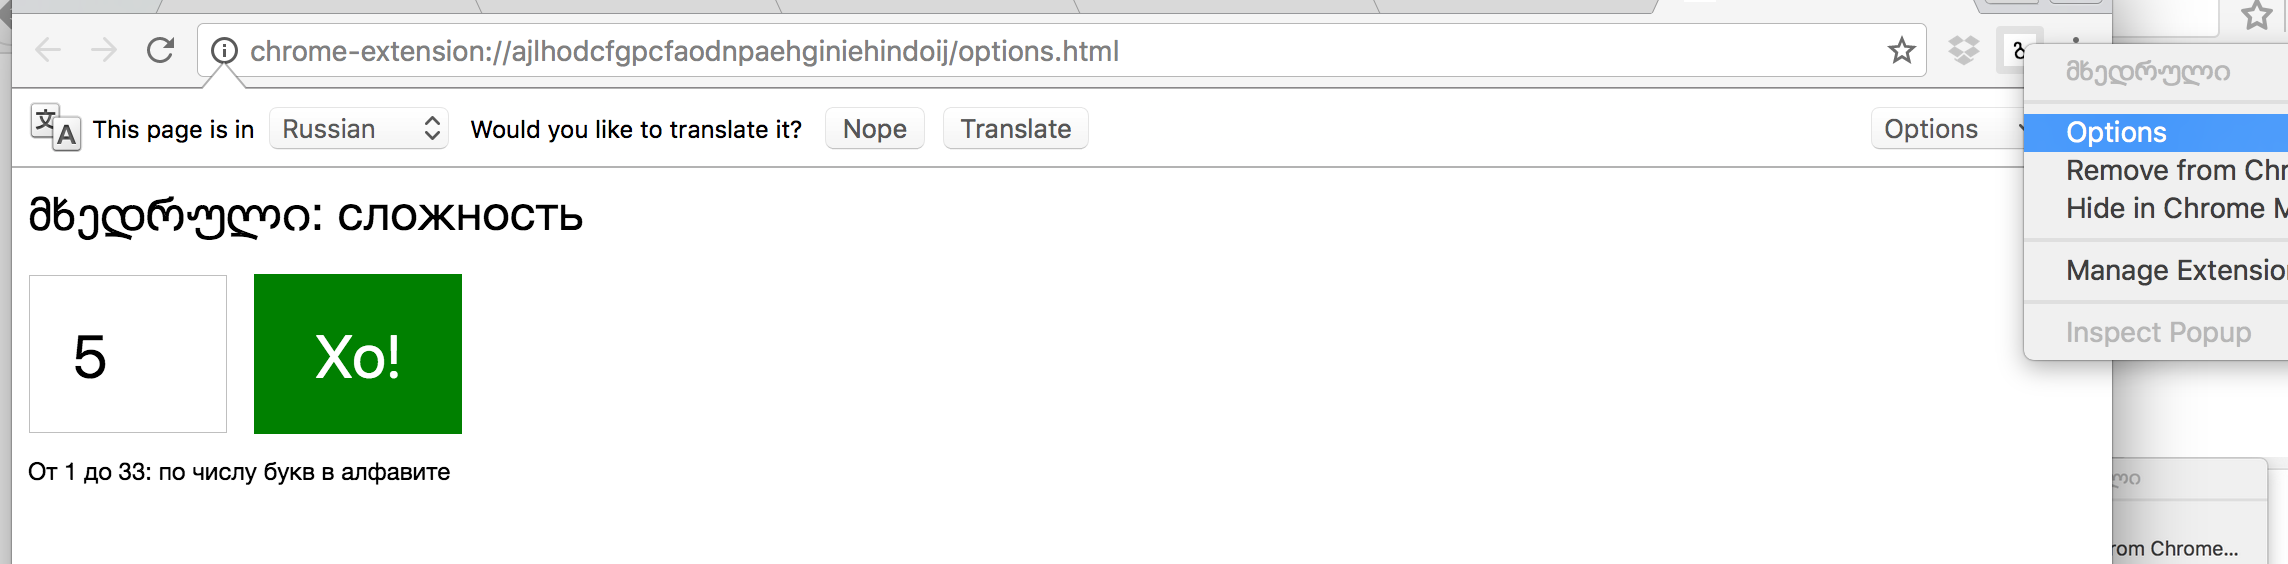 chrome-extension://ajlhodcfgpcfaodnpaehginiehindoij/options.html
მხედრული
This page is in Russian Would you like to translate it? Nope Translate Options
Options
Remove from Chr
Hide in Chrome M
Manage Extensio
Inspect Popup
მხედრული: сложность
5 Хо!
От 1 до 33: по числу букв в алфавите
ლი
rom Chrome...